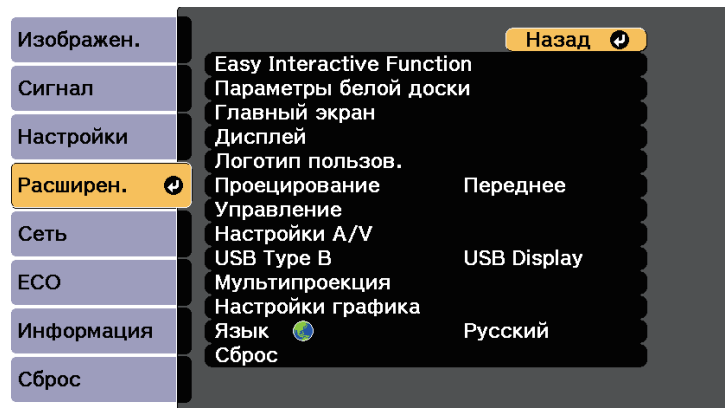 Изображен.
Сигнал
Настройки
Расширен.
Сеть
ECO
Информация
Сброс
Назад
Easy Interactive Function
Параметры белой доски
Главный экран
Дисплей
Логотип пользов.
Проецирование Переднее
Управление
Настройки A/V
USB Type B USB Display
Мультипроекция
Настройки графика
Язык Русский
Сброс